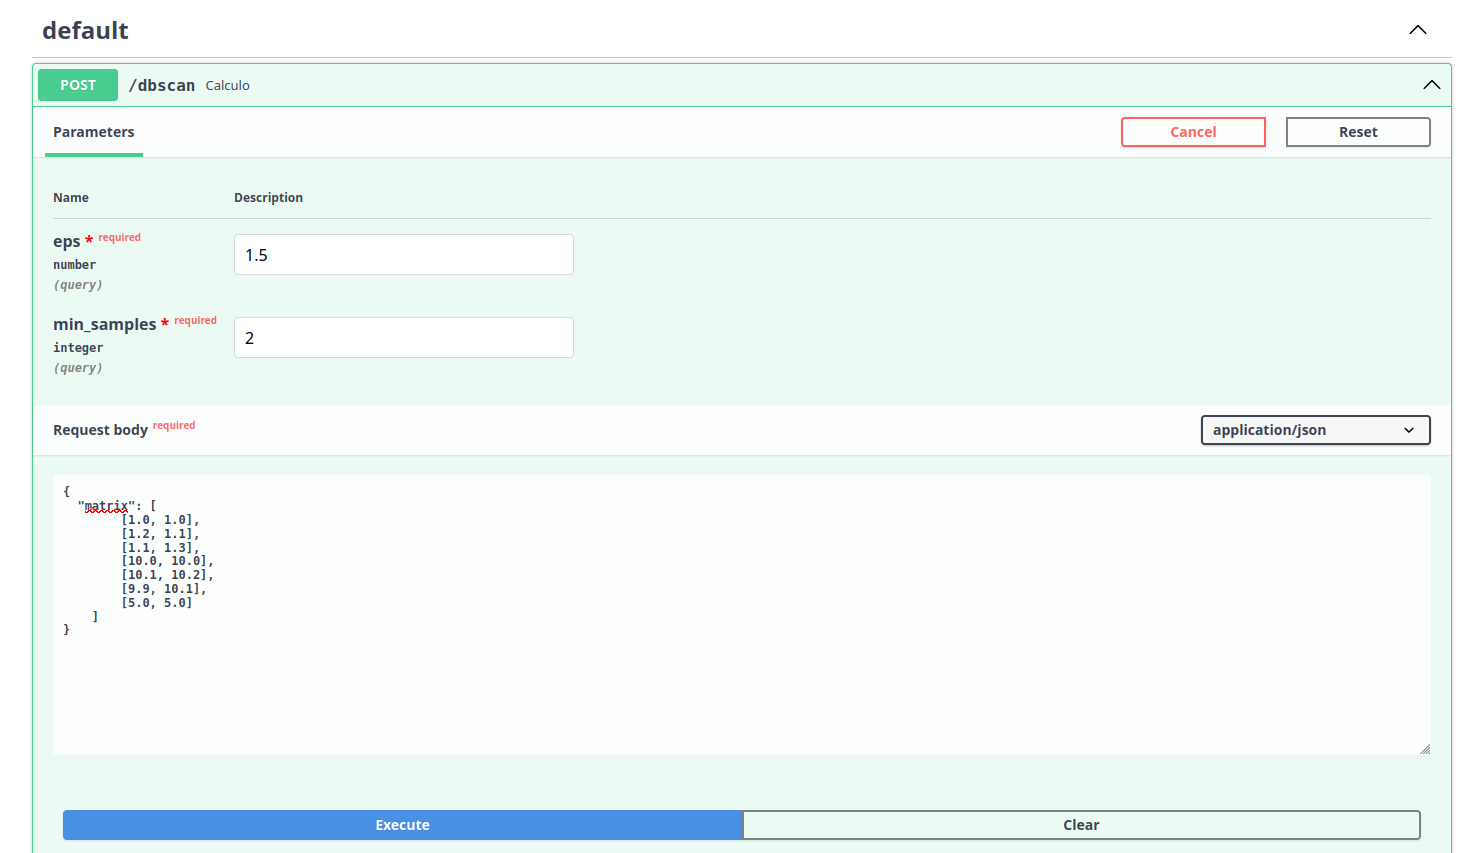 default
POST /dbscan Calculo
Parameters Cancel Reset
Name Description
eps * required
number
(query)
1.5
min_samples * required
integer
(query)
2
Request body required application/json
{
  "matrix": [
        [1.0, 1.0],
        [1.2, 1.1],
        [1.1, 1.3],
        [10.0, 10.0],
        [10.1, 10.2],
        [9.9, 10.1],
        [5.0, 5.0]
    ]
}
Execute Clear